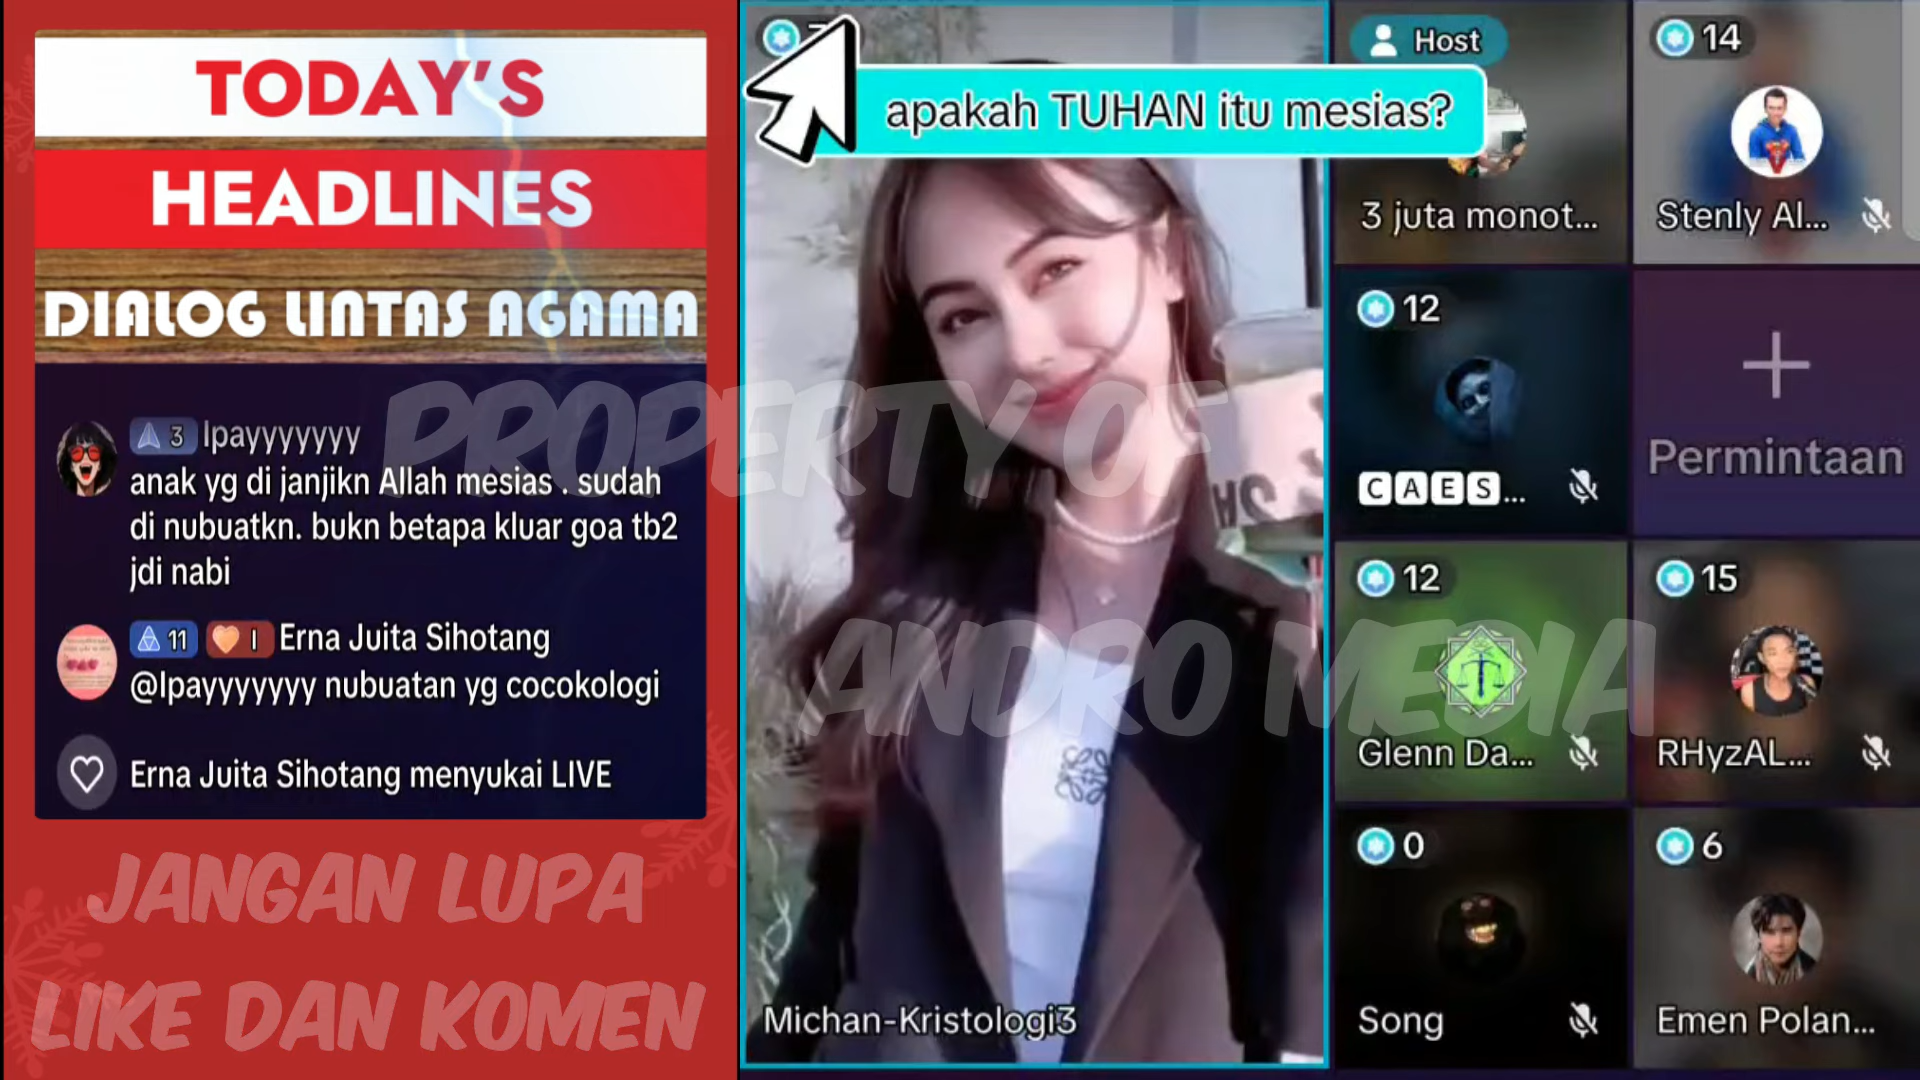 TODAY'S
HEADLINES
DIALOG LINTAS AGAMA
3 Ipayyyyyyy
anak yg di janjikn Allah mesias . sudah
di nubuatkn. bukn betapa kluar goa tb2
jdi nabi
11 I Erna Juita Sihotang
@Ipayyyyyyy nubuatan yg cocokologi
Erna Juita Sihotang menyukai LIVE
JANGAN LUPA
LIKE DAN KOMEN
PROPERTY OF
ANDRO MEDIA
apakah TUHAN itu mesias?
Michan-Kristologi3
Host
3 juta monot...
14
Stenly Al...
12
CAES...
Permintaan
12
Glenn Da...
15
RHyzAL...
0
Song
6
Emen Polan...